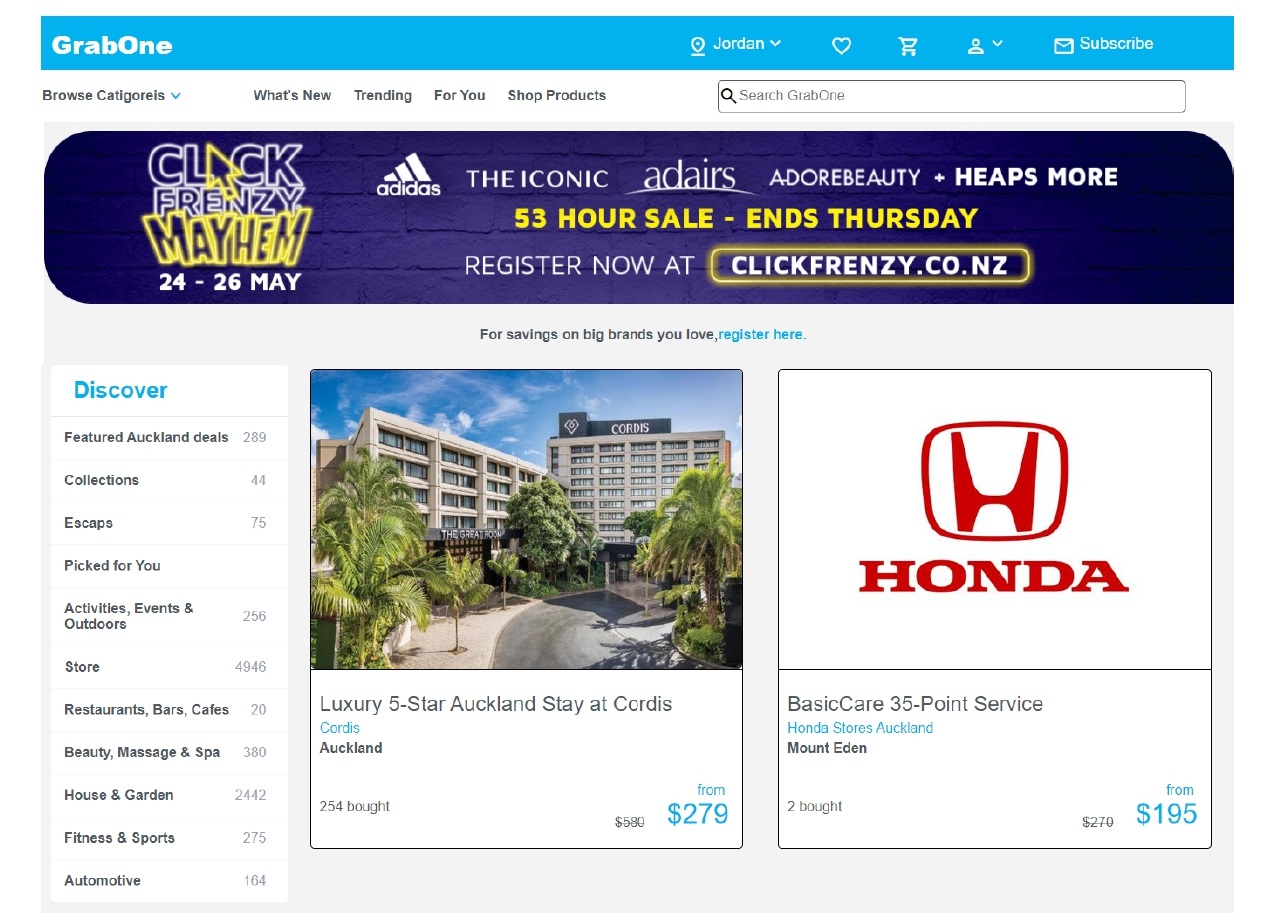 GrabOne
Jordan
Subscribe
Browse Catigoreis
What's New
Trending
For You
Shop Products
Search GrabOne
CLICK
FRENZY
MAYHEM
24 - 26 MAY
adidas
THE ICONIC
adairs
ADOREBEAUTY + HEAPS MORE
53 HOUR SALE - ENDS THURSDAY
REGISTER NOW AT CLICKFRENZY.CO.NZ
For savings on big brands you love,register here.
Discover
Featured Auckland deals 289
Collections 44
Escaps 75
Picked for You
Activities, Events &
Outdoors 256
Store 4946
Restaurants, Bars, Cafes 20
Beauty, Massage & Spa 380
House & Garden 2442
Fitness & Sports 275
Automotive 164
CORDIS
THE GREAT ROOM
Luxury 5-Star Auckland Stay at Cordis
Cordis
Auckland
254 bought
from
$580 $279
HONDA
BasicCare 35-Point Service
Honda Stores Auckland
Mount Eden
2 bought
from
$270 $195